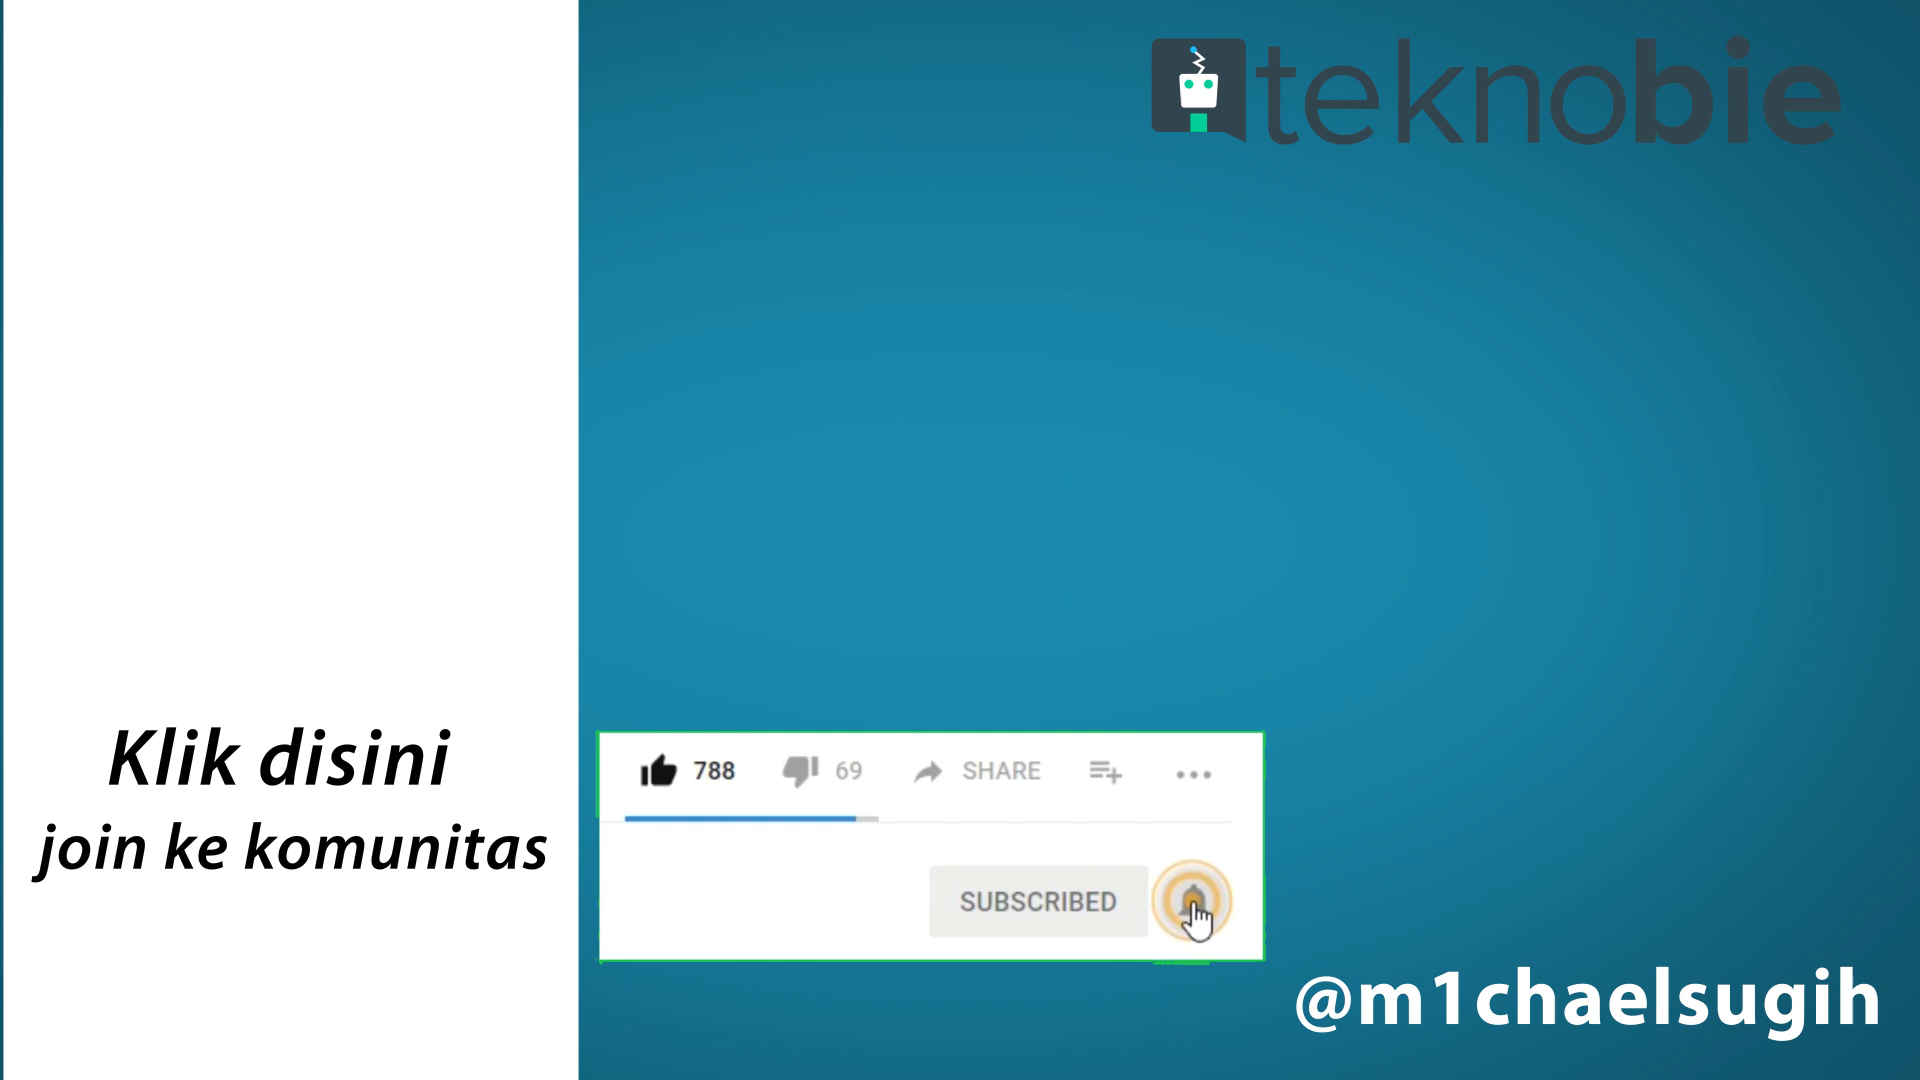 teknobie
Klik disini
join ke komunitas
788 69 SHARE
SUBSCRIBED
@m1chaelsugih